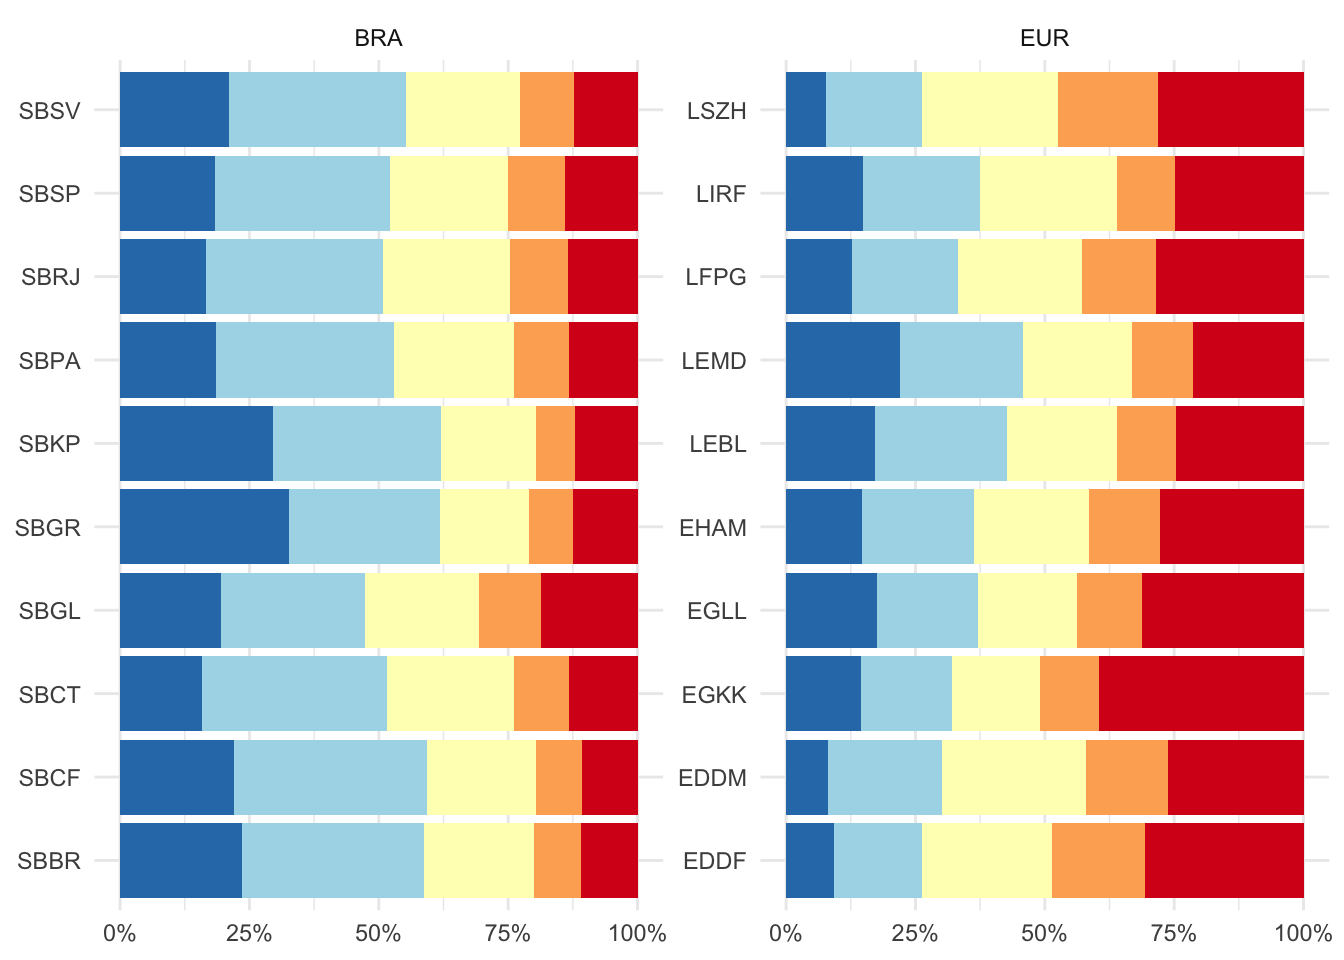 BRA
SBSV
SBSP
SBRJ
SBPA
SBKP
SBGR
SBGL
SBCT
SBCF
SBBR
0% 25% 50% 75% 100%
EUR
LSZH
LIRF
LFPG
LEMD
LEBL
EHAM
EGLL
EGKK
EDDM
EDDF
0% 25% 50% 75% 100%